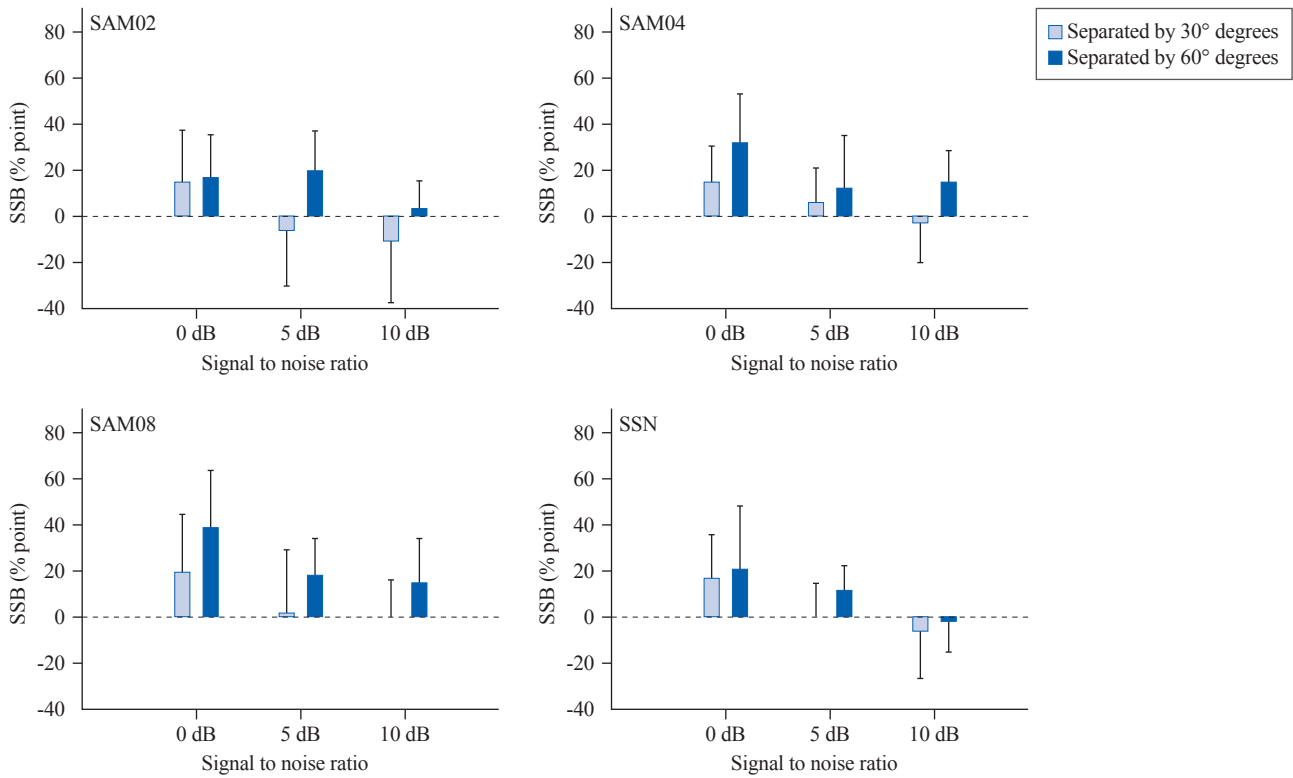 SAM02
80
60
40
20
0
-20
-40
SSB (% point)
0 dB
5 dB
10 dB
Signal to noise ratio
SAM04
80
60
40
20
0
-20
-40
SSB (% point)
0 dB
5 dB
10 dB
Signal to noise ratio
Separated by 30° degrees
Separated by 60° degrees
SAM08
80
60
40
20
0
-20
-40
SSB (% point)
0 dB
5 dB
10 dB
Signal to noise ratio
SSN
80
60
40
20
0
-20
-40
SSB (% point)
0 dB
5 dB
10 dB
Signal to noise ratio